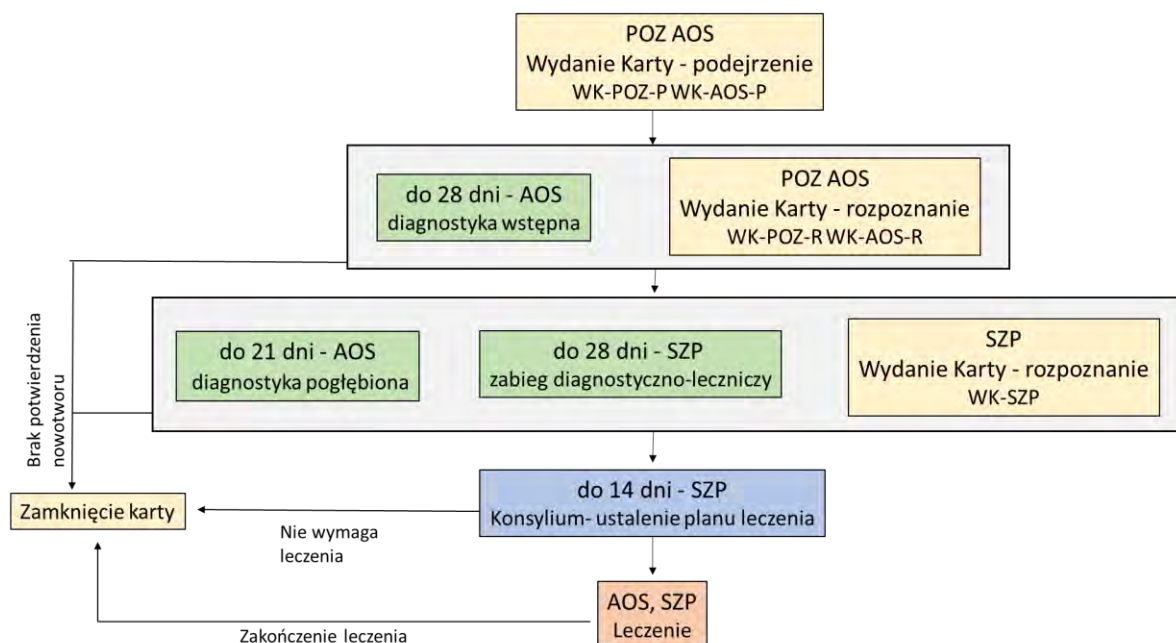 POZ AOS
Wydanie Karty - podejrzenie
WK-POZ-P WK-AOS-P
do 28 dni - AOS
diagnostyka wstępna
POZ AOS
Wydanie Karty - rozpoznanie
WK-POZ-R WK-AOS-R
do 21 dni - AOS
diagnostyka pogłębiona
do 28 dni - SZP
zabieg diagnostyczno-leczniczy
SZP
Wydanie Karty - rozpoznanie
WK-SZP
Brak potwierdzenia
nowotworu
do 14 dni - SZP
Konsylium- ustalenie planu leczenia
Zamknięcie karty
Nie wymaga
leczenia
AOS, SZP
Leczenie
Zakończenie leczenia